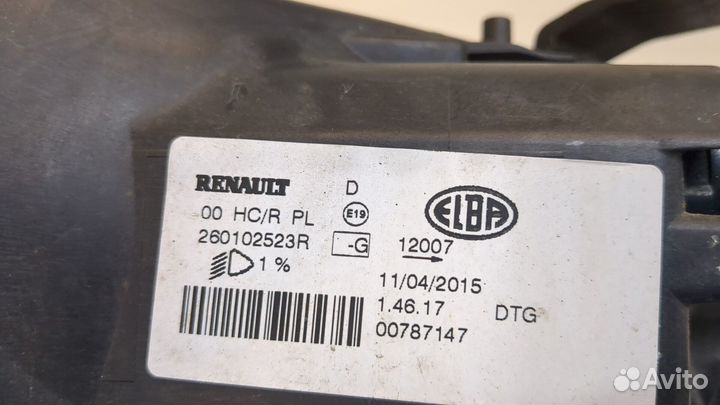 RENAULT D
00 HC/R PL E19 ELBA
260102523R -G 12007
1 % 11/04/2015
1.46.17 DTG
00787147
Avito